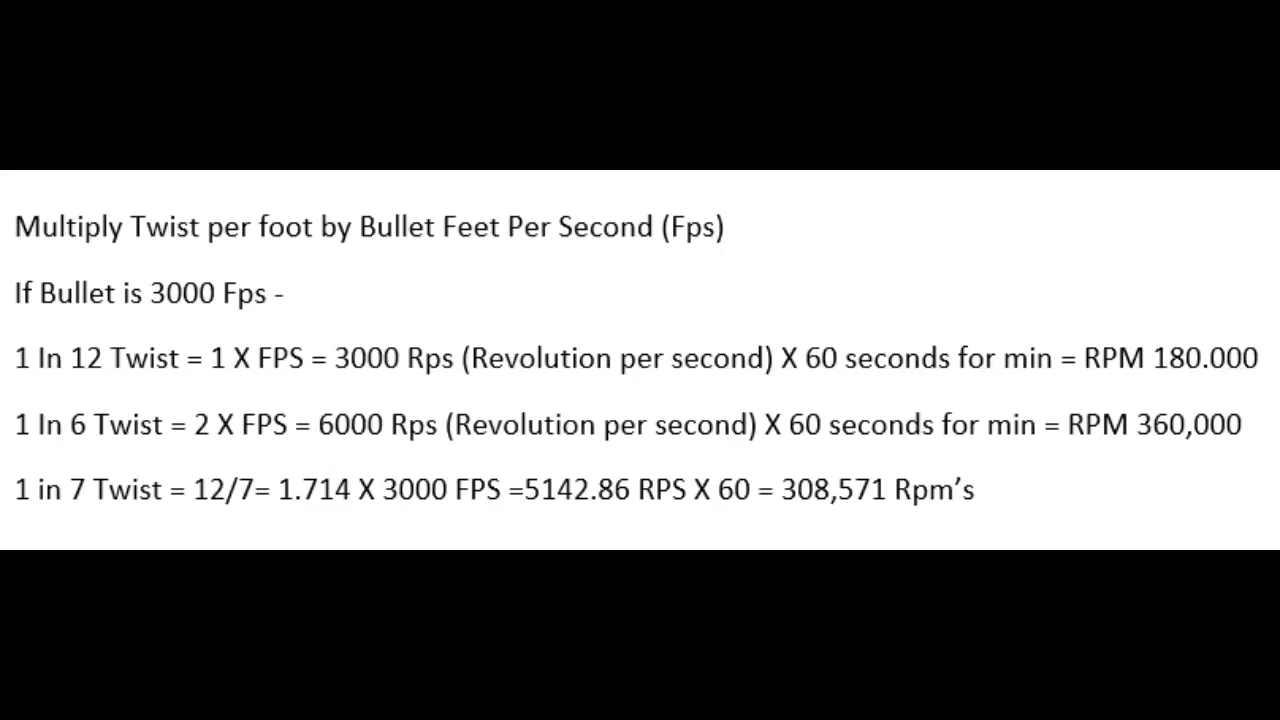 Multiply Twist per foot by Bullet Feet Per Second (Fps)
If Bullet is 3000 Fps -
1 In 12 Twist = 1 X FPS = 3000 Rps (Revolution per second) X 60 seconds for min = RPM 180.000
1 In 6 Twist = 2 X FPS = 6000 Rps (Revolution per second) X 60 seconds for min = RPM 360,000
1 in 7 Twist = 12/7= 1.714 X 3000 FPS =5142.86 RPS X 60 = 308,571 Rpm’s